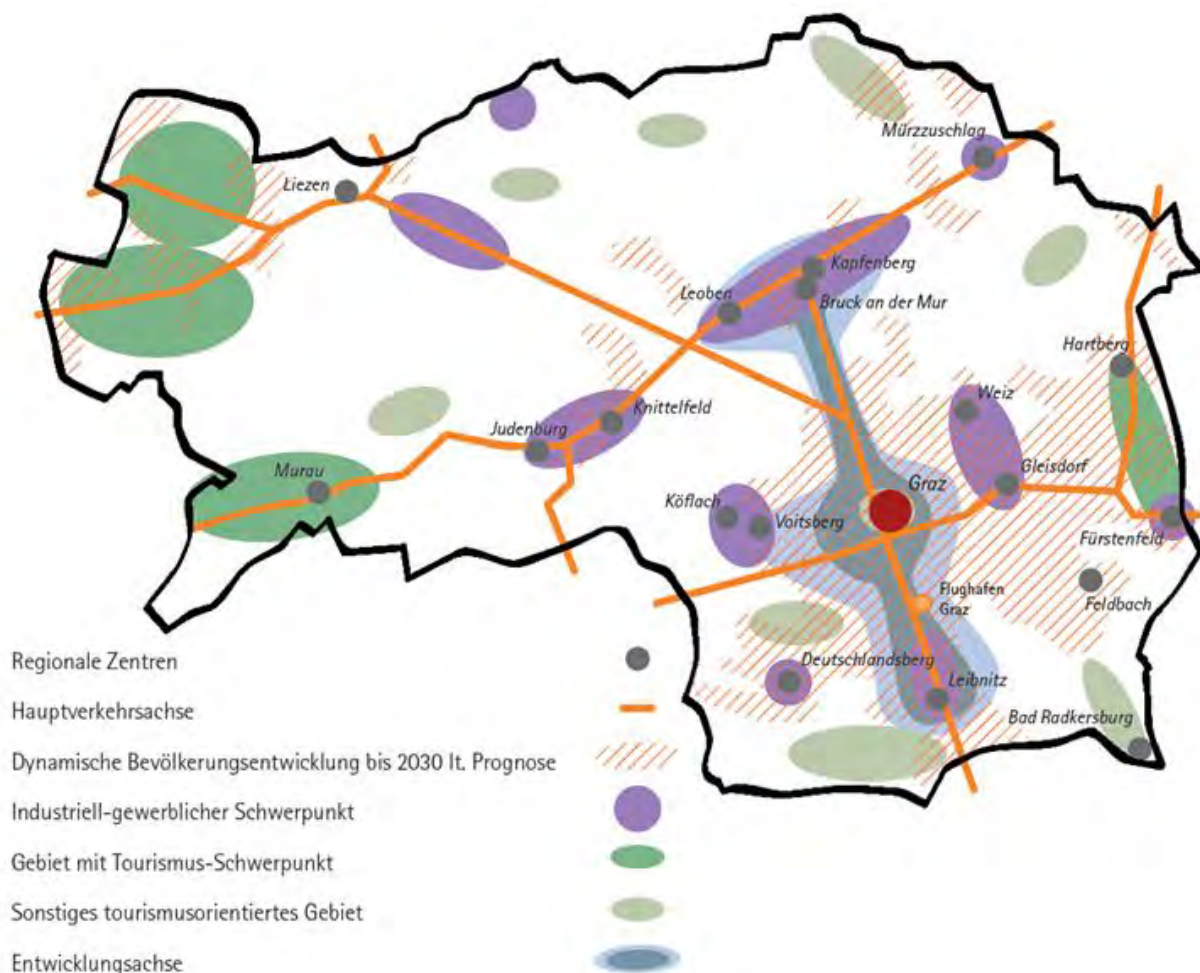 Mürzzuschlag
Liezen
Kapfenberg
Leoben
Bruck an der Mur
Hartberg
Weiz
Knittelfeld
Judenburg
Murau
Gleisdorf
Graz
Köflach
Voitsberg
Fürstenfeld
Flughafen
Graz
Feldbach
Deutschlandsberg
Leibnitz
Bad Radkersburg
Regionale Zentren
Hauptverkehrsachse
Dynamische Bevölkerungsentwicklung bis 2030 lt. Prognose
Industriell-gewerblicher Schwerpunkt
Gebiet mit Tourismus-Schwerpunkt
Sonstiges tourismusorientiertes Gebiet
Entwicklungsachse